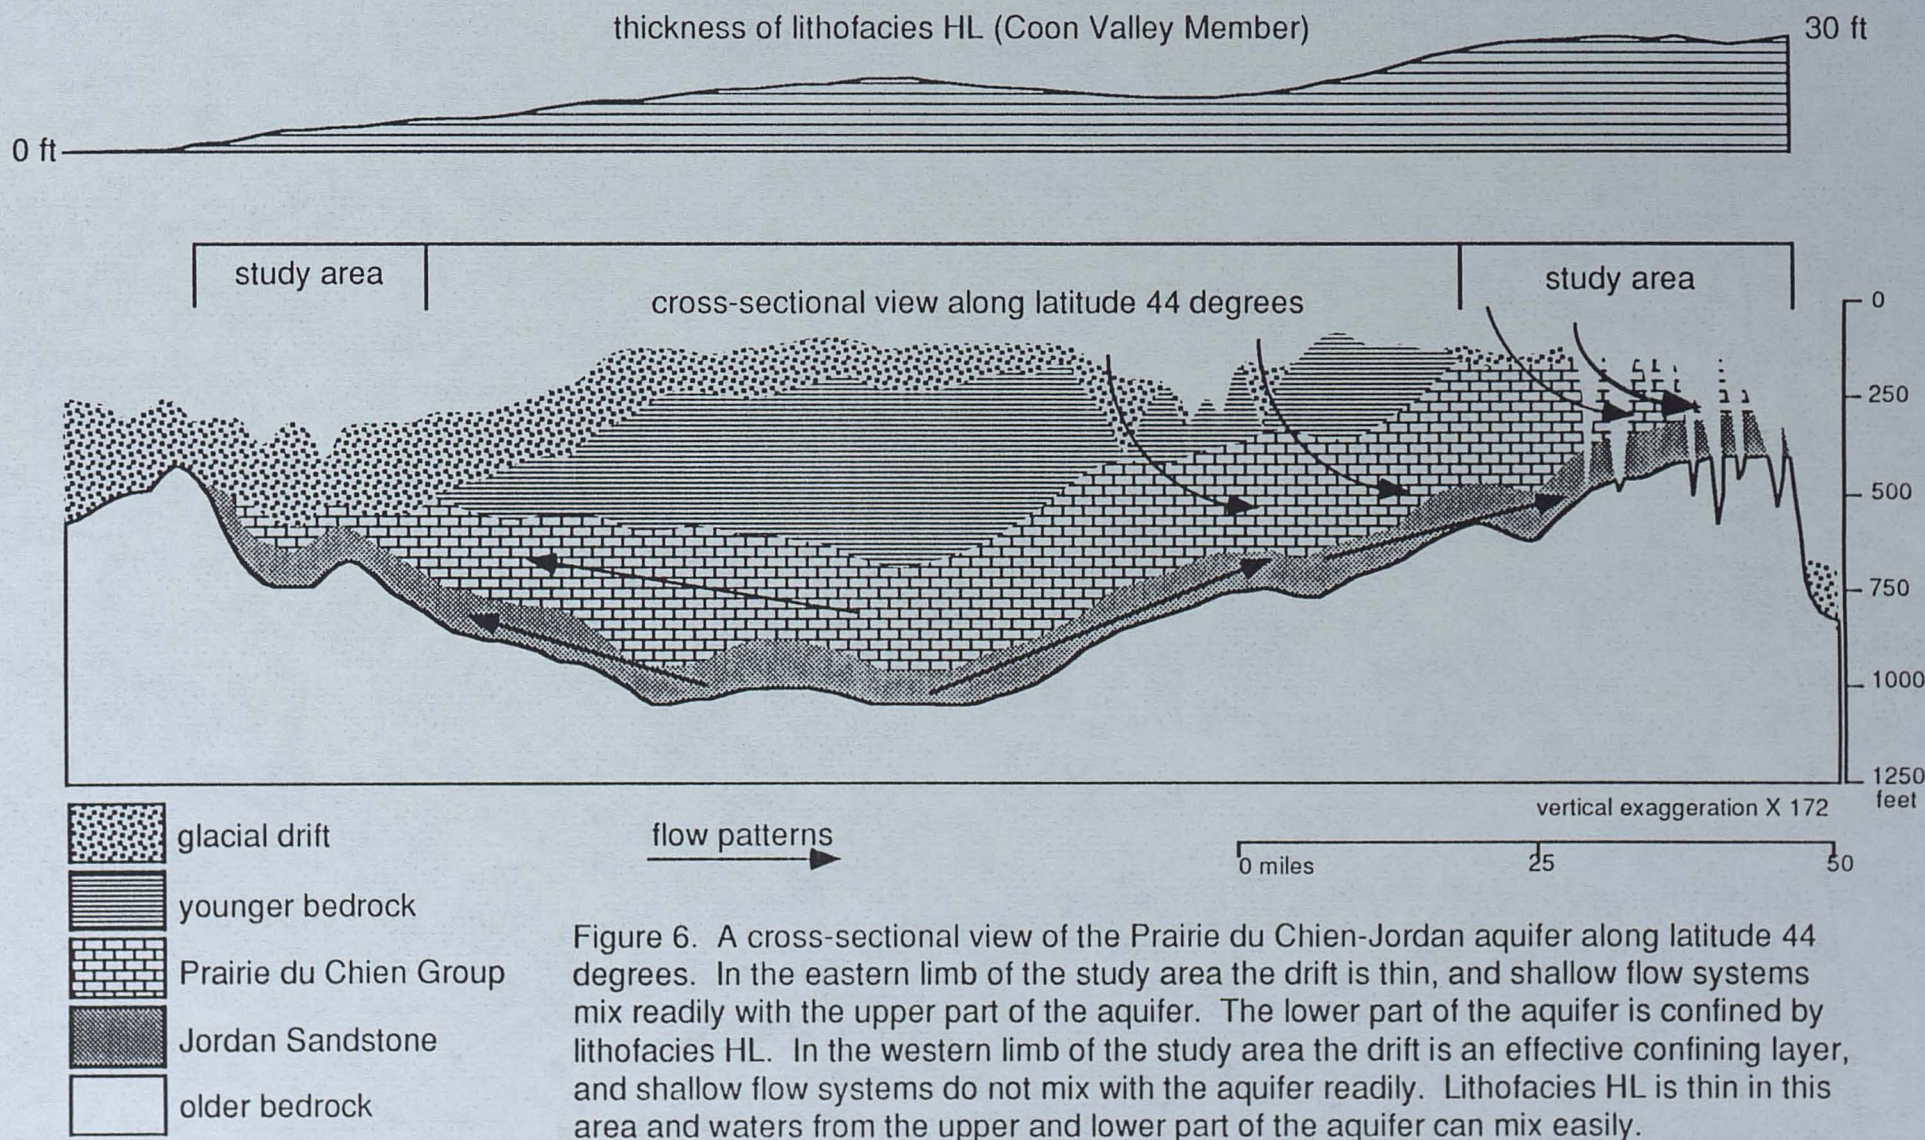 thickness of lithofacies HL (Coon Valley Member)
30 ft
0 ft
study area
study area
cross-sectional view along latitude 44 degrees
0
250
500
750
1000
1250
feet
vertical exaggeration X 172
glacial drift
flow patterns
0 miles
25
50
younger bedrock
Prairie du Chien Group
Jordan Sandstone
older bedrock
Figure 6. A cross-sectional view of the Prairie du Chien-Jordan aquifer along latitude 44
degrees. In the eastern limb of the study area the drift is thin, and shallow flow systems
mix readily with the upper part of the aquifer. The lower part of the aquifer is confined by
lithofacies HL. In the western limb of the study area the drift is an effective confining layer,
and shallow flow systems do not mix with the aquifer readily. Lithofacies HL is thin in this
area and waters from the upper and lower part of the aquifer can mix easily.